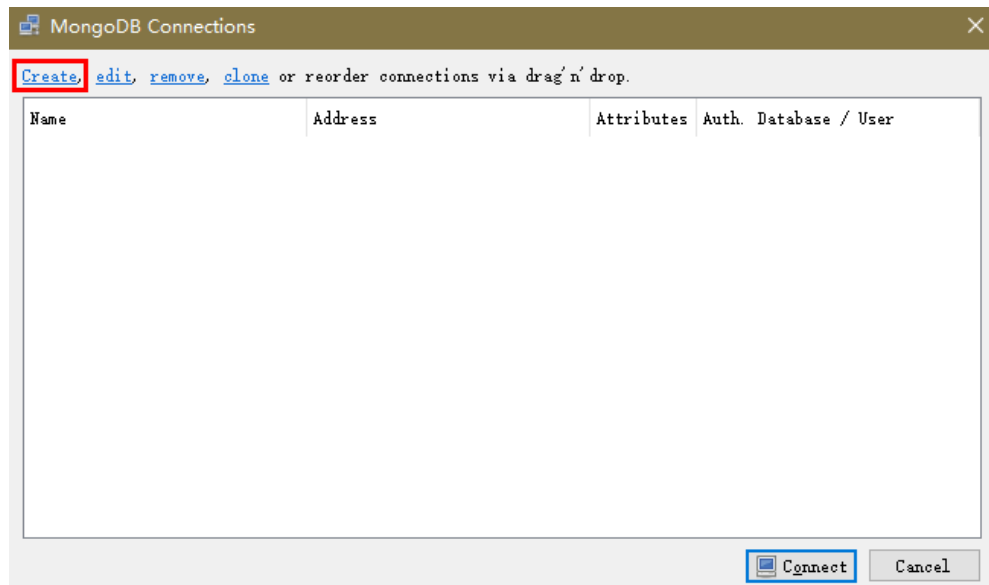 MongoDB Connections
Create, edit, remove, clone or reorder connections via drag'n'drop.
Name Address Attributes Auth. Database / User
Connect Cancel